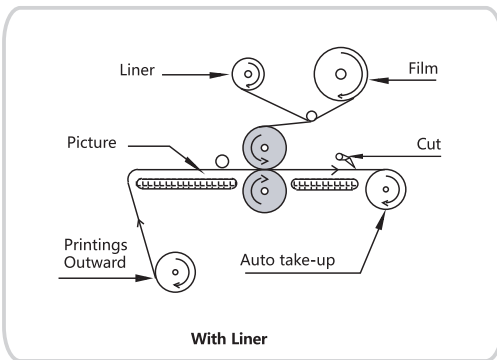 Liner
Film
Picture
Cut
Printings
Outward
Auto take-up
With Liner